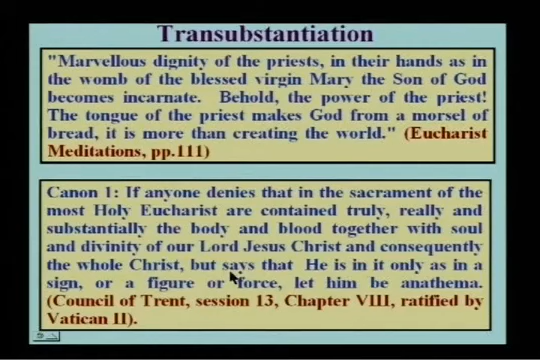 Transubstantiation
"Marvellous dignity of the priests, in their hands as in
the womb of the blessed virgin Mary the Son of God
becomes incarnate. Behold, the power of the priest!
The tongue of the priest makes God from a morsel of
bread, it is more than creating the world." (Eucharist
Meditations, pp.111)
Canon 1: If anyone denies that in the sacrament of the
most Holy Eucharist are contained truly, really and
substantially the body and blood together with soul
and divinity of our Lord Jesus Christ and consequently
the whole Christ, but says that He is in it only as in a
sign, or a figure or force, let him be anathema.
(Council of Trent, session 13, Chapter VIII, ratified by
Vatican II).